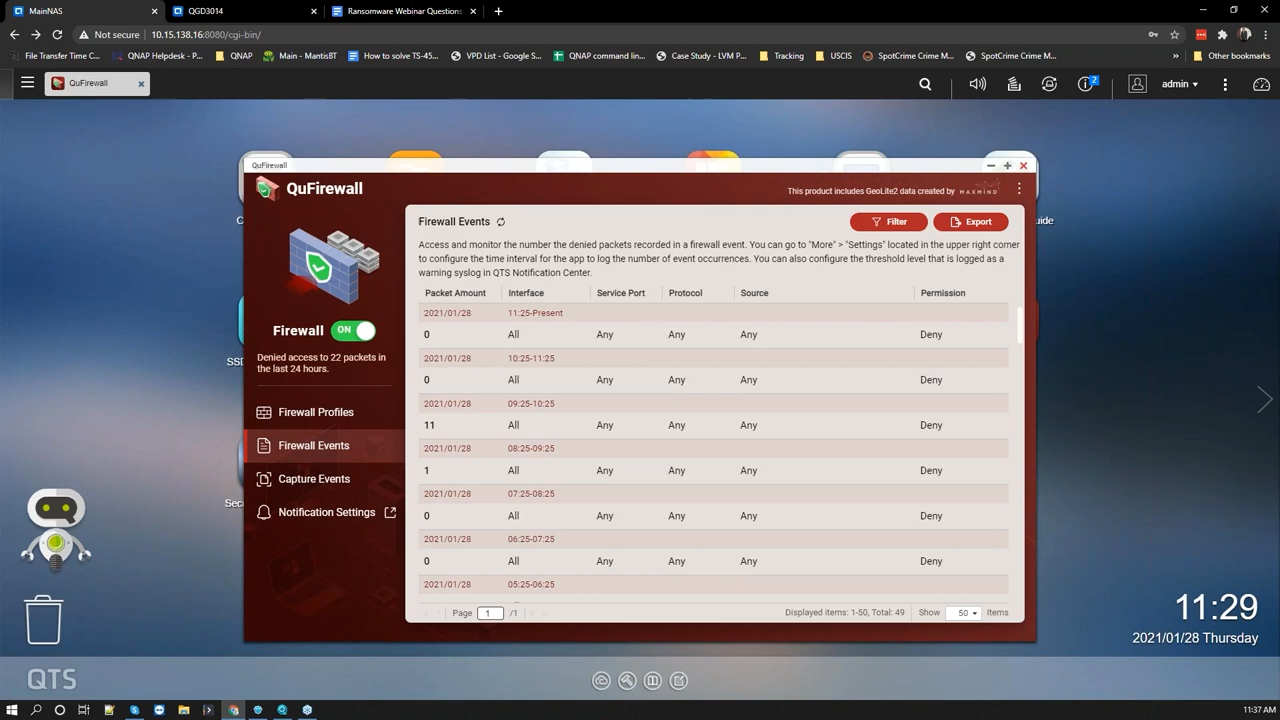 MainNAS
QGD3014
Ransomware Webinar Questions
Not secure
10.15.138.16:8080/cgi-bin/
File Transfer Time C...
QNAP Helpdesk - P...
QNAP
Main - MantisBT
How to solve TS-45...
VPD List - Google S...
QNAP command lin...
Case Study - LVM P...
Tracking
USCIS
SpotCrime Crime M...
SpotCrime Crime M...
»
Other bookmarks
QuFirewall
2
admin
QuFirewall
QuFirewall
This product includes GeoLite2 data created by MAXMIND
Firewall
ON
Denied access to 22 packets in
the last 24 hours.
Firewall Profiles
Firewall Events
Capture Events
Notification Settings
Firewall Events
Filter
Export
Access and monitor the number the denied packets recorded in a firewall event. You can go to "More" > "Settings" located in the upper right corner
to configure the time interval for the app to log the number of event occurrences. You can also configure the threshold level that is logged as a
warning syslog in QTS Notification Center.
Packet Amount Interface Service Port Protocol Source Permission
2021/01/28 11:25-Present
0 All Any Any Any Deny
2021/01/28 10:25-11:25
0 All Any Any Any Deny
2021/01/28 09:25-10:25
11 All Any Any Any Deny
2021/01/28 08:25-09:25
1 All Any Any Any Deny
2021/01/28 07:25-08:25
0 All Any Any Any Deny
2021/01/28 06:25-07:25
0 All Any Any Any Deny
2021/01/28 05:25-06:25
Page 1 /1
Displayed items: 1-50, Total: 49
Show 50 Items
11:29
2021/01/28 Thursday
QTS
11:37 AM